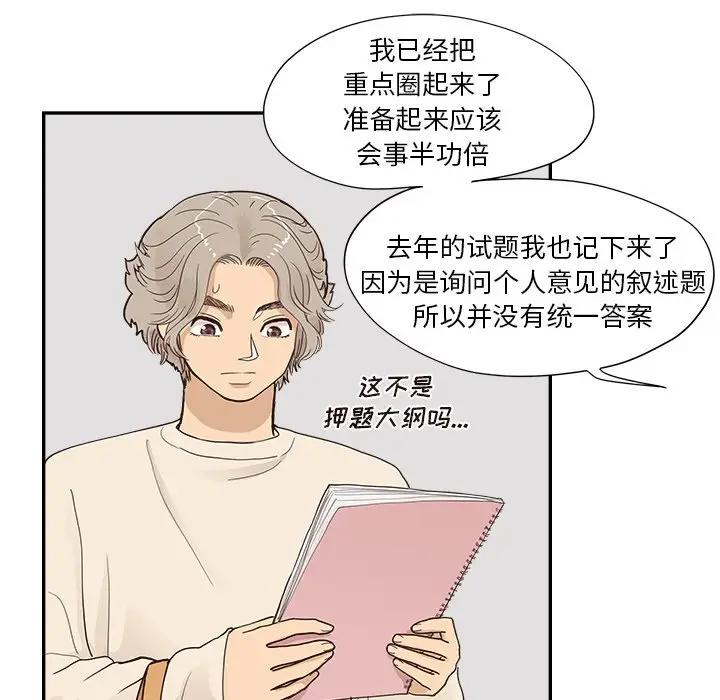 我已经把
重点圈起来了
准备起来应该
会事半功倍
去年的试题我也记下来了
因为是询问个人意见的叙述题
所以并没有统一答案
这不是
押题大纲吗...